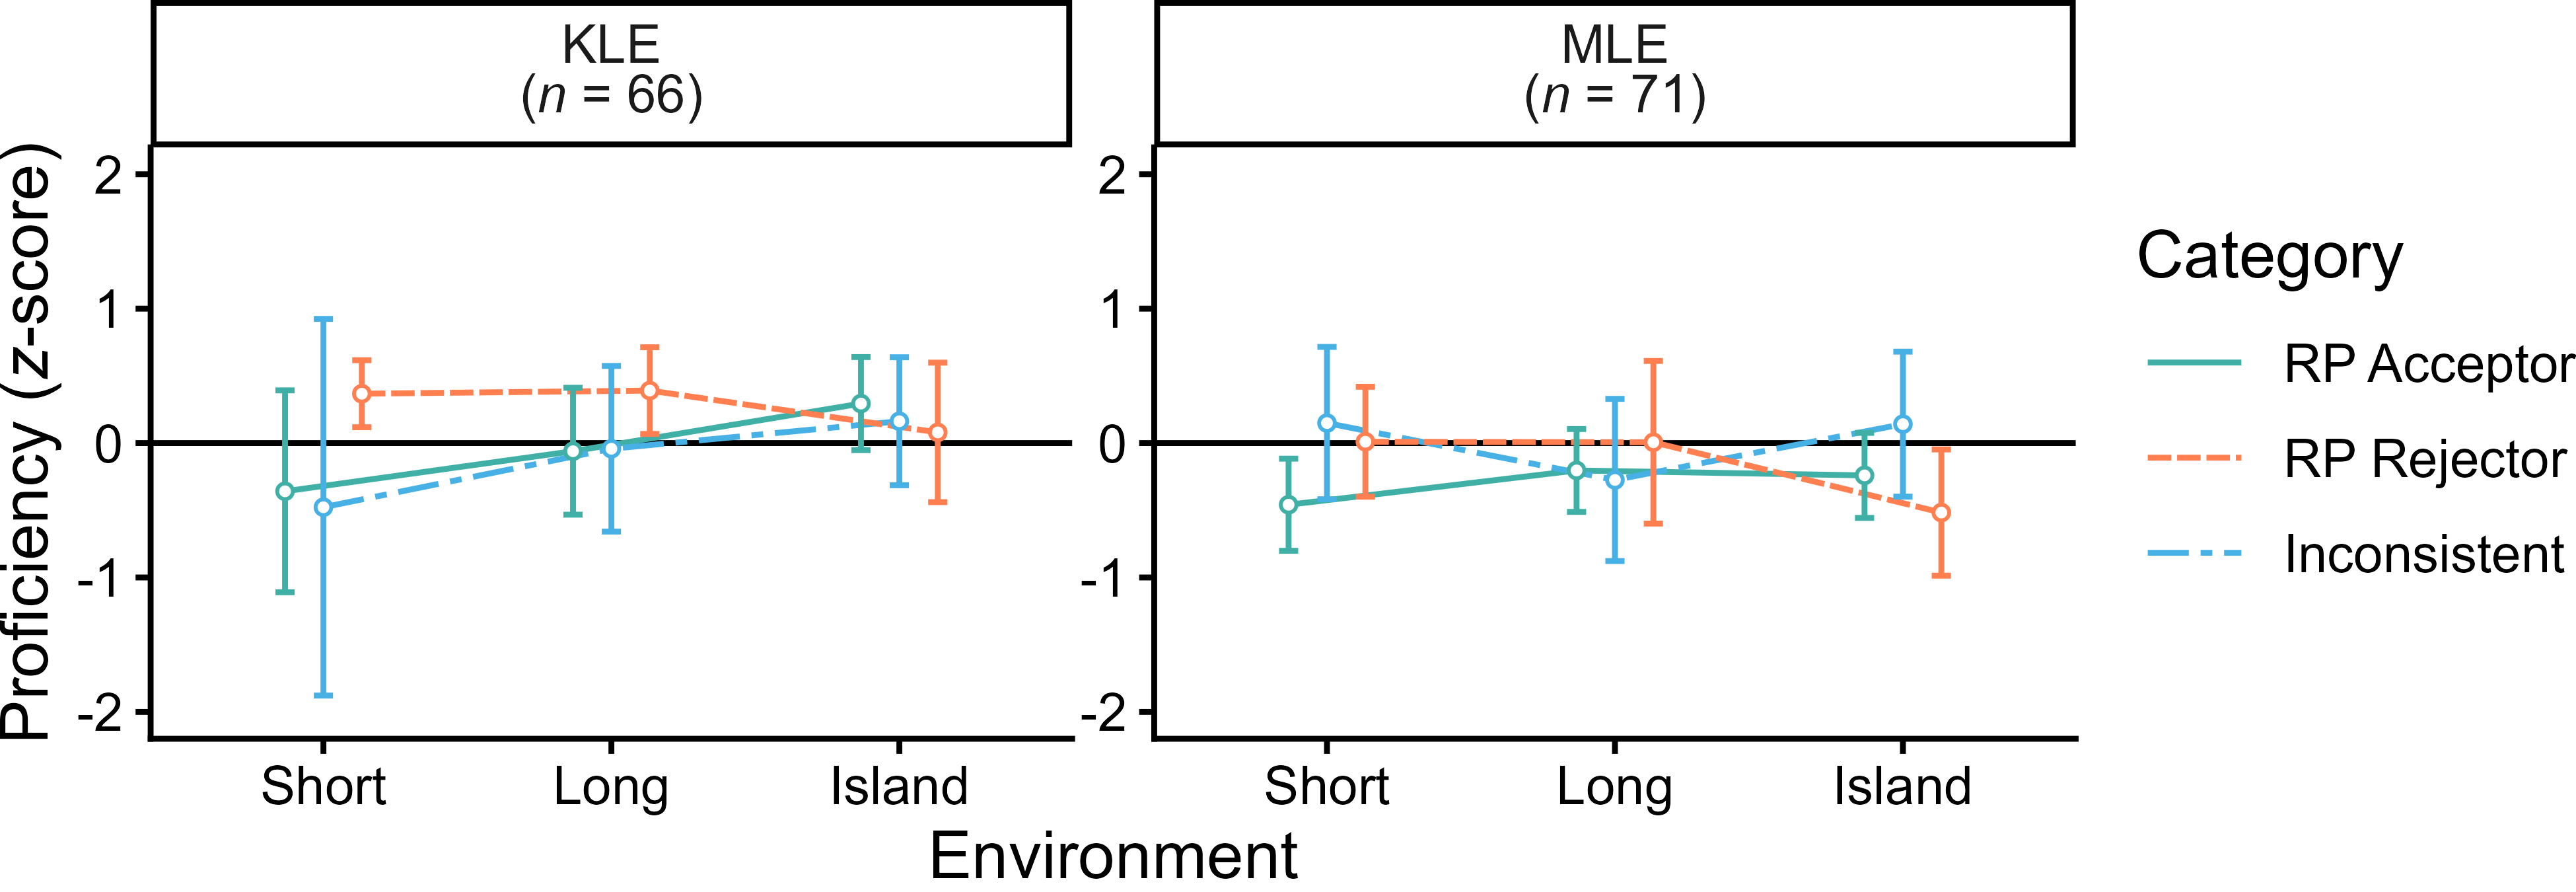 KLE
(n = 66)
MLE
(n = 71)
Proficiency (z-score)
2
1
0
-1
-2
2
1
0
-1
-2
Short
Long
Island
Short
Long
Island
Environment
Category
RP Acceptor
RP Rejector
Inconsistent